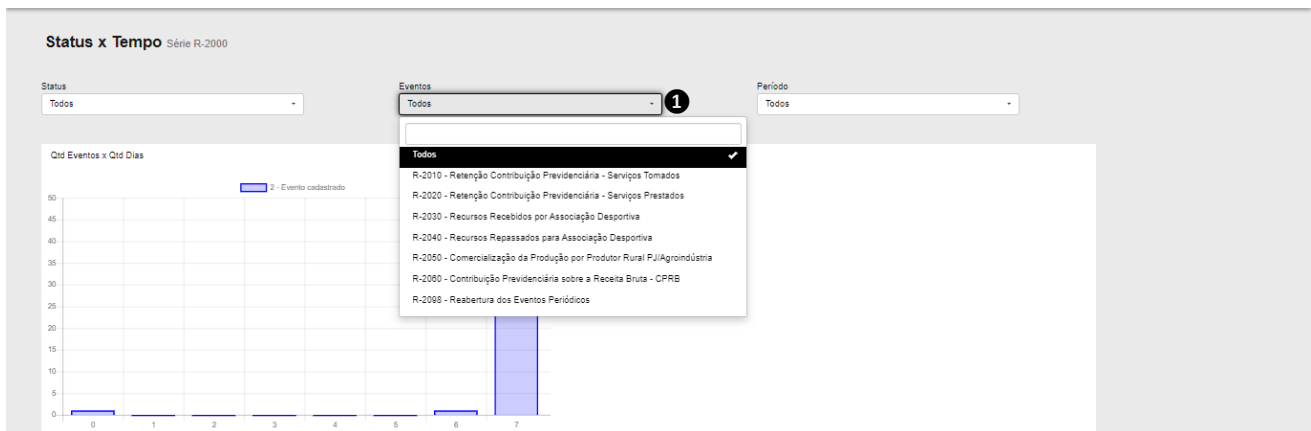 Status x Tempo Série R-2000
Status
Eventos
Período
Todos
Todos
1
Todos
Todos
R-2010 - Retenção Contribuição Previdenciária - Serviços Tomados
R-2020 - Retenção Contribuição Previdenciária - Serviços Prestados
R-2030 - Recursos Recebidos por Associação Desportiva
R-2040 - Recursos Repassados para Associação Desportiva
R-2050 - Comercialização da Produção por Produtor Rural PJ/Agroindústria
R-2060 - Contribuição Previdenciária sobre a Receita Bruta - CPRB
R-2098 - Reabertura dos Eventos Periódicos
Qtd Eventos x Qtd Dias
2 - Evento cadastrado
50
45
40
35
30
25
20
15
10
5
0
0 1 2 3 4 5 6 7